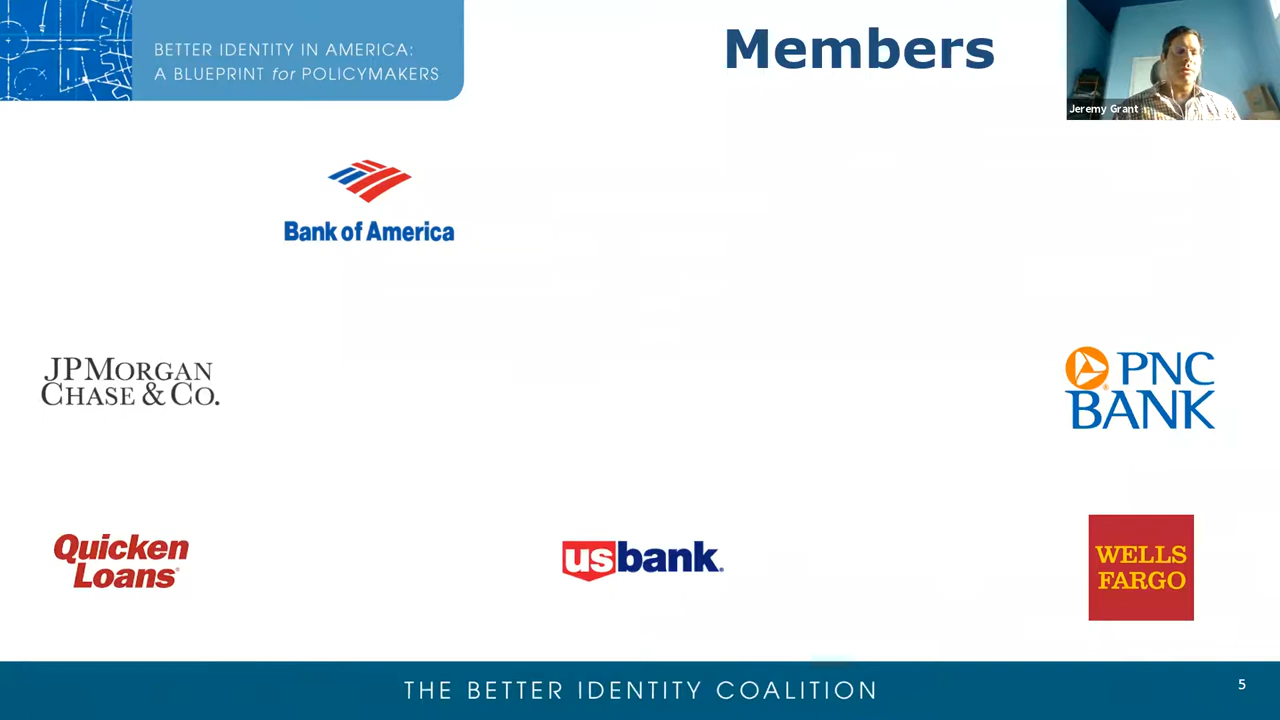 BETTER IDENTITY IN AMERICA:
A BLUEPRINT for POLICYMAKERS
Members
Jeremy Grant
Bank of America
JPMORGAN
CHASE & CO.
PNC
BANK
Quicken
Loans
usbank
WELLS
FARGO
THE BETTER IDENTITY COALITION
5